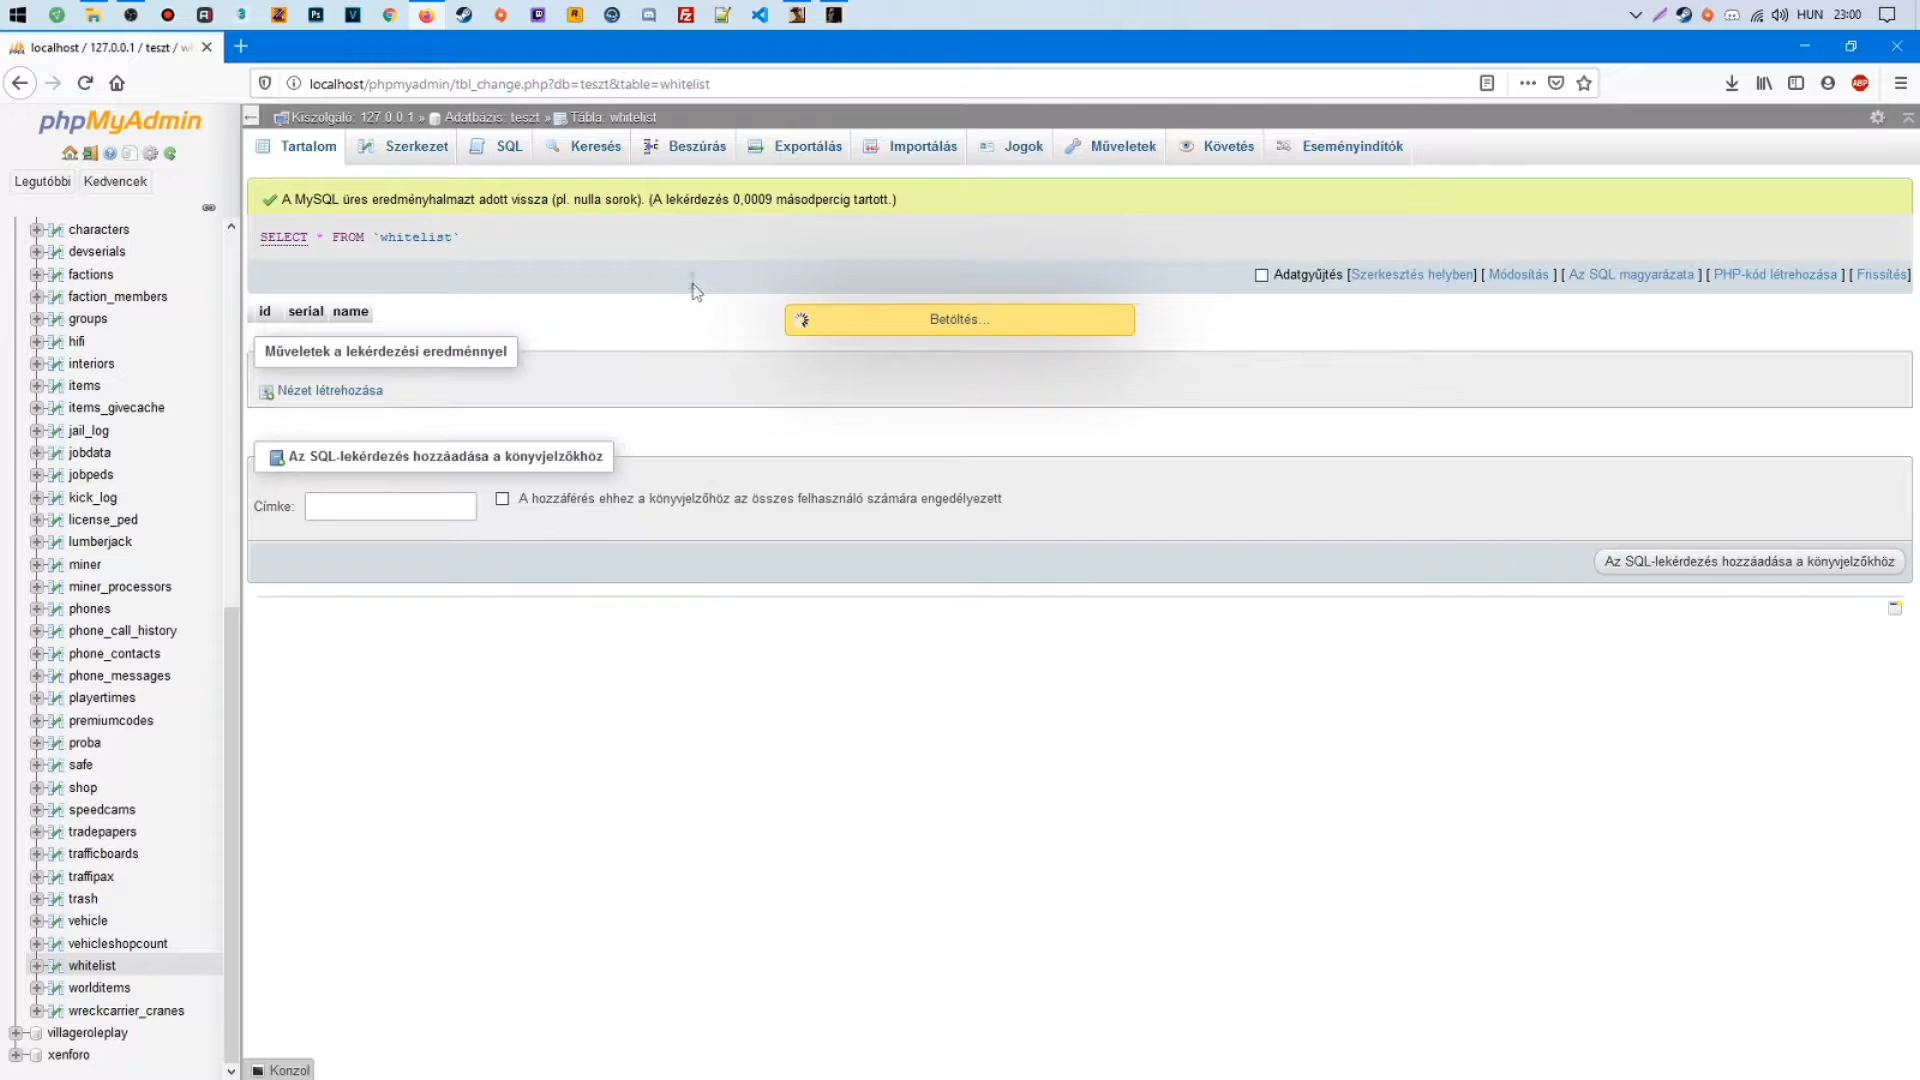 HUN 23:00
localhost / 127.0.0.1 / teszt / wh
localhost/phpmyadmin/tbl_change.php?db=teszt&table=whitelist
ABP
phpMyAdmin
Legutóbbi Kedvencek
characters
devserials
factions
faction_members
groups
hifi
interiors
items
items_givecache
jail_log
jobdata
jobpeds
kick_log
license_ped
lumberjack
miner
miner_processors
phones
phone_call_history
phone_contacts
phone_messages
playertimes
premiumcodes
proba
safe
shop
speedcams
tradepapers
trafficboards
traffipax
trash
vehicle
vehicleshopcount
whitelist
worlditems
wreckcarrier_cranes
villageroleplay
xenforo
Kiszolgáló: 127.0.0.1 » Adatbázis: teszt » Tábla: whitelist
Tartalom Szerkezet SQL Keresés Beszúrás Exportálás Importálás Jogok Műveletek Követés Eseményindítók
A MySQL üres eredményhalmazt adott vissza (pl. nulla sorok). (A lekérdezés 0,0009 másodpercig tartott.)
SELECT * FROM `whitelist`
Adatgyűjtés [Szerkesztés helyben] [ Módosítás ] [ Az SQL magyarázata ] [ PHP-kód létrehozása ] [ Frissítés]
id serial name
Betöltés...
Műveletek a lekérdezési eredménnyel
Nézet létrehozása
Az SQL-lekérdezés hozzáadása a könyvjelzőkhöz
Címke: A hozzáférés ehhez a könyvjelzőhöz az összes felhasználó számára engedélyezett
Az SQL-lekérdezés hozzáadása a könyvjelzőkhöz
Konzol